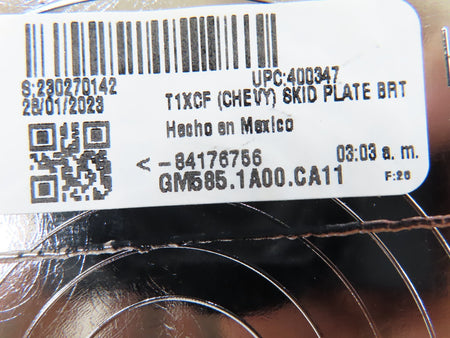 UPC:400347
S:230270142
28/01/2023
T1XCF (CHEVY) SKID PLATE BRT
Hecho en Mexico
<-84176756
03:03 a. m.
GM585.1A00.CA11
F:26